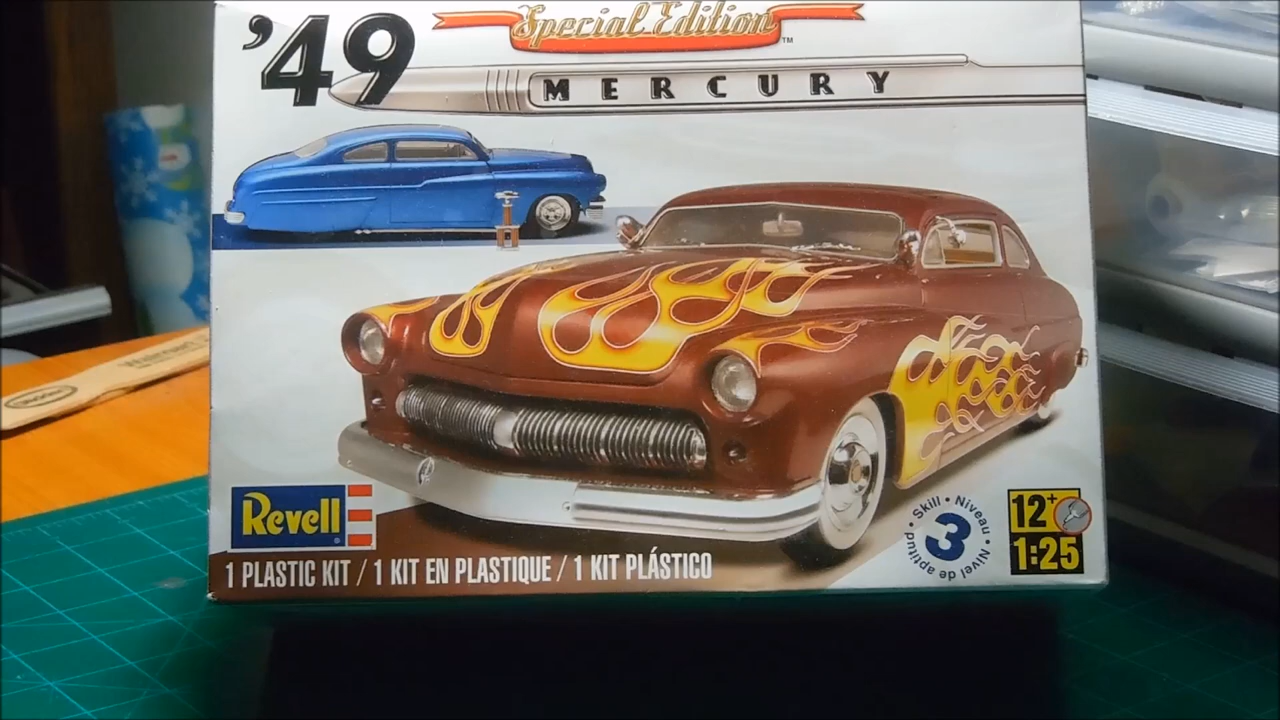 Special Edition™
'49
MERCURY
Revell®
Skill • Niveau • Nivel de aptitud •
3
12+
1:25
1 PLASTIC KIT / 1 KIT EN PLASTIQUE / 1 KIT PLÁSTICO